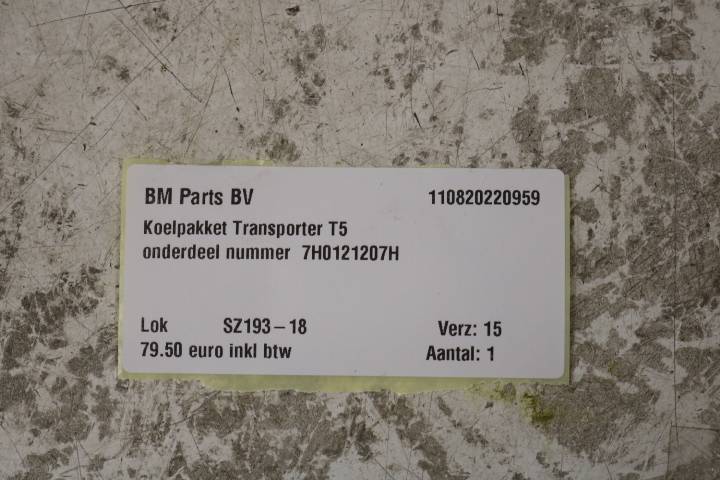 BM Parts BV 110820220959
Koelpakket Transporter T5
onderdeel nummer 7H0121207H
Lok SZ193-18 Verz: 15
79.50 euro inkl btw Aantal: 1